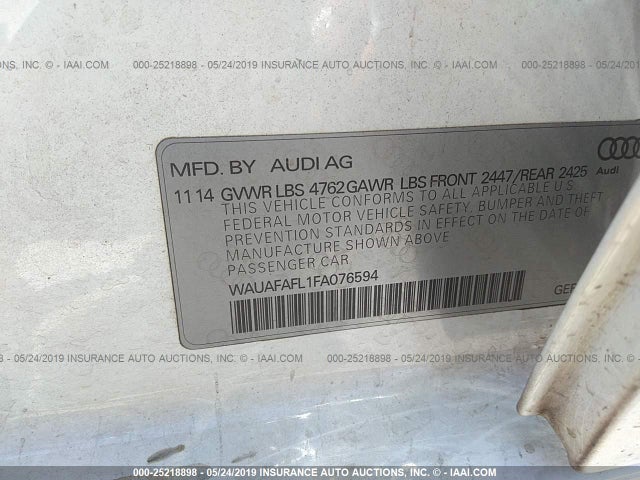 000-25218898 - 05/24/2019 INSURANCE AUTO AUCTIONS, INC. © - IAAI.COM
MFD. BY AUDI AG
Audi
11 14 GVWR LBS 4762 GAWR LBS FRONT 2447/REAR 2425
THIS VEHICLE CONFORMS TO ALL APPLICABLE U.S.
FEDERAL MOTOR VEHICLE SAFETY, BUMPER AND THEFT
PREVENTION STANDARDS IN EFFECT ON THE DATE OF
MANUFACTURE SHOWN ABOVE
PASSENGER CAR
WAUAFAFL1FA076594
000-25218898 - 05/24/2019 INSURANCE AUTO AUCTIONS, INC. © - IAAI.COM
000-25218898 - 05/24/2019 INSURANCE AUTO AUCTIONS, INC. © - IAAI.COM